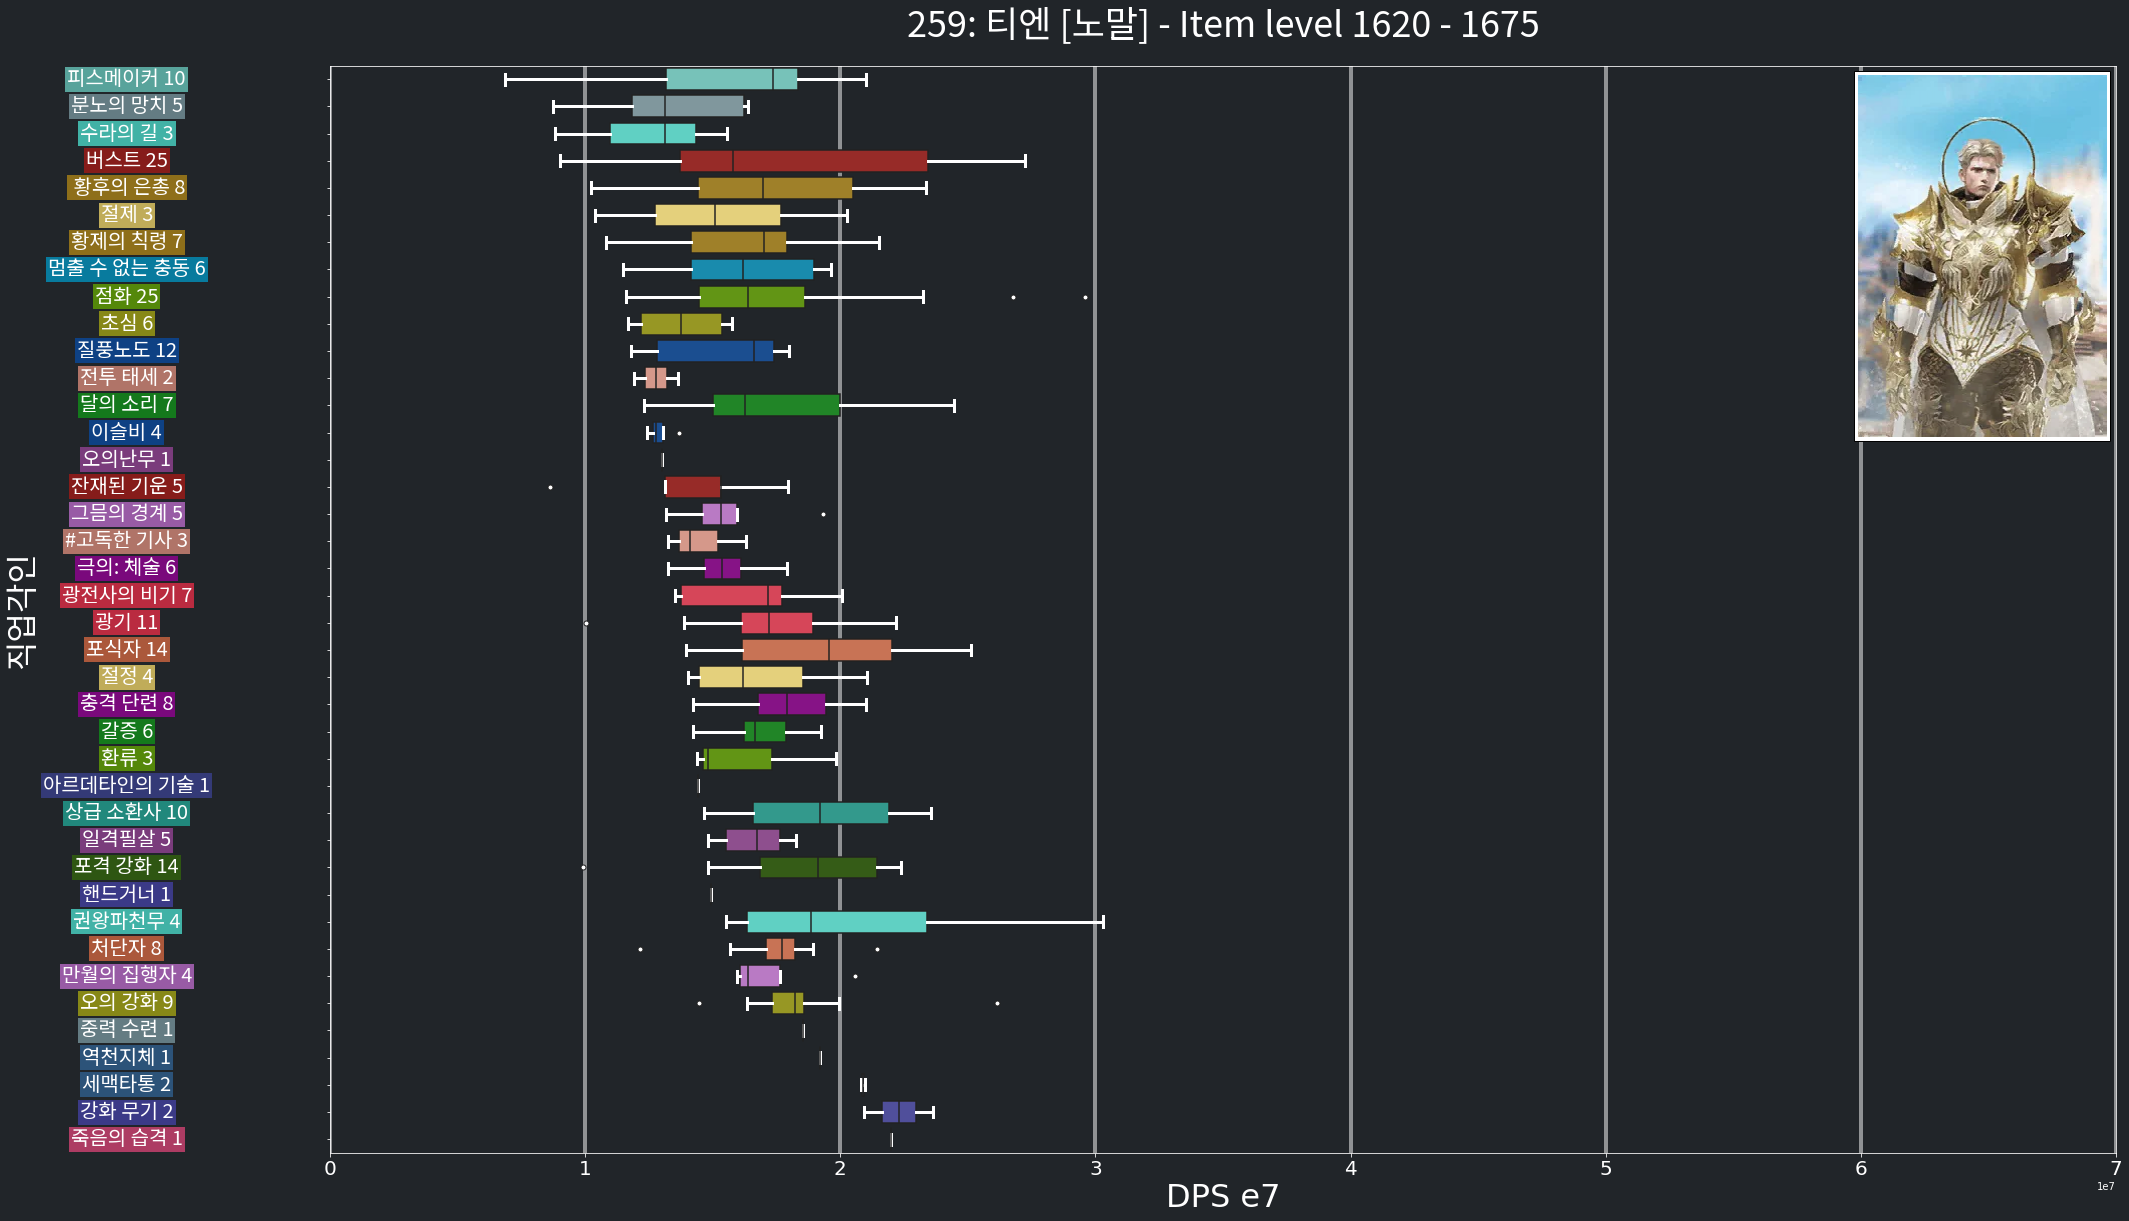 259: 티엔 [노말] - Item level 1620 - 1675
피스메이커 10
분노의 망치 5
수라의 길 3
버스트 25
황후의 은총 8
절제 3
황제의 칙령 7
멈출 수 없는 충동 6
점화 25
초심 6
질풍노도 12
전투 태세 2
달의 소리 7
이슬비 4
오의난무 1
잔재된 기운 5
그믐의 경계 5
#고독한 기사 3
극의: 체술 6
광전사의 비기 7
광기 11
포식자 14
절정 4
충격 단련 8
갈증 6
환류 3
아르데타인의 기술 1
상급 소환사 10
일격필살 5
포격 강화 14
핸드거너 1
권왕파천무 4
처단자 8
만월의 집행자 4
오의 강화 9
중력 수련 1
역천지체 1
세맥타통 2
강화 무기 2
죽음의 습격 1
직업각인
0 1 2 3 4 5 6 7
1e7
DPS e7